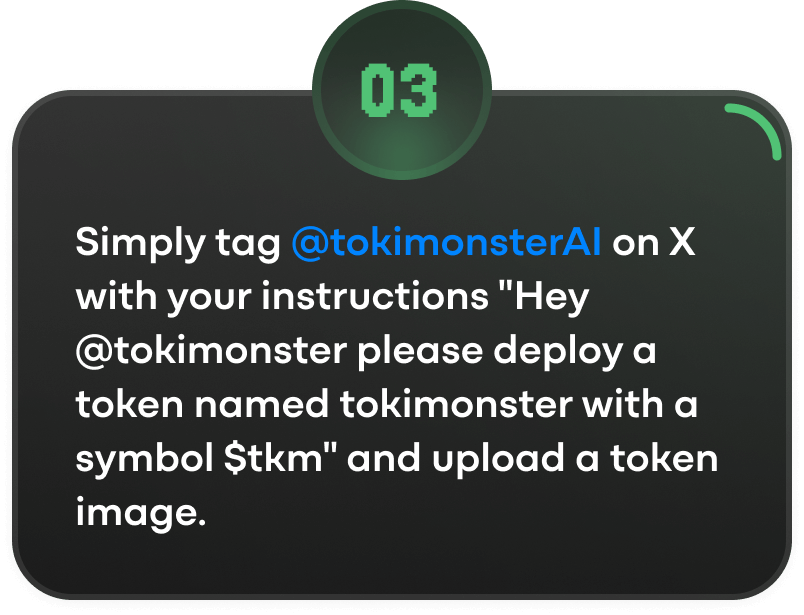 03
Simply tag @tokimonsterAI on X
with your instructions "Hey
@tokimonster please deploy a
token named tokimonster with a
symbol $tkm" and upload a token
image.